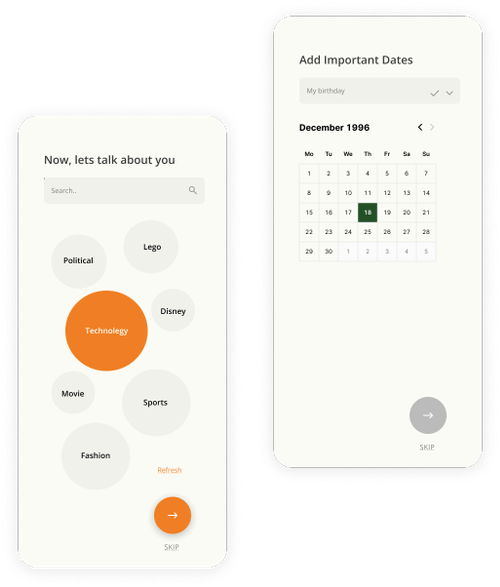 Now, lets talk about you
Search..
Lego
Political
Disney
Technology
Movie
Sports
Fashion
Refresh
SKIP
Add Important Dates
My birthday
December 1996
Mo Tu We Th Fr Sa Su
1 2 3 4 5 6 7
8 9 10 11 12 13 14
15 16 17 18 19 20 21
22 23 24 25 26 27 28
29 30 1 2 3 4 5
SKIP